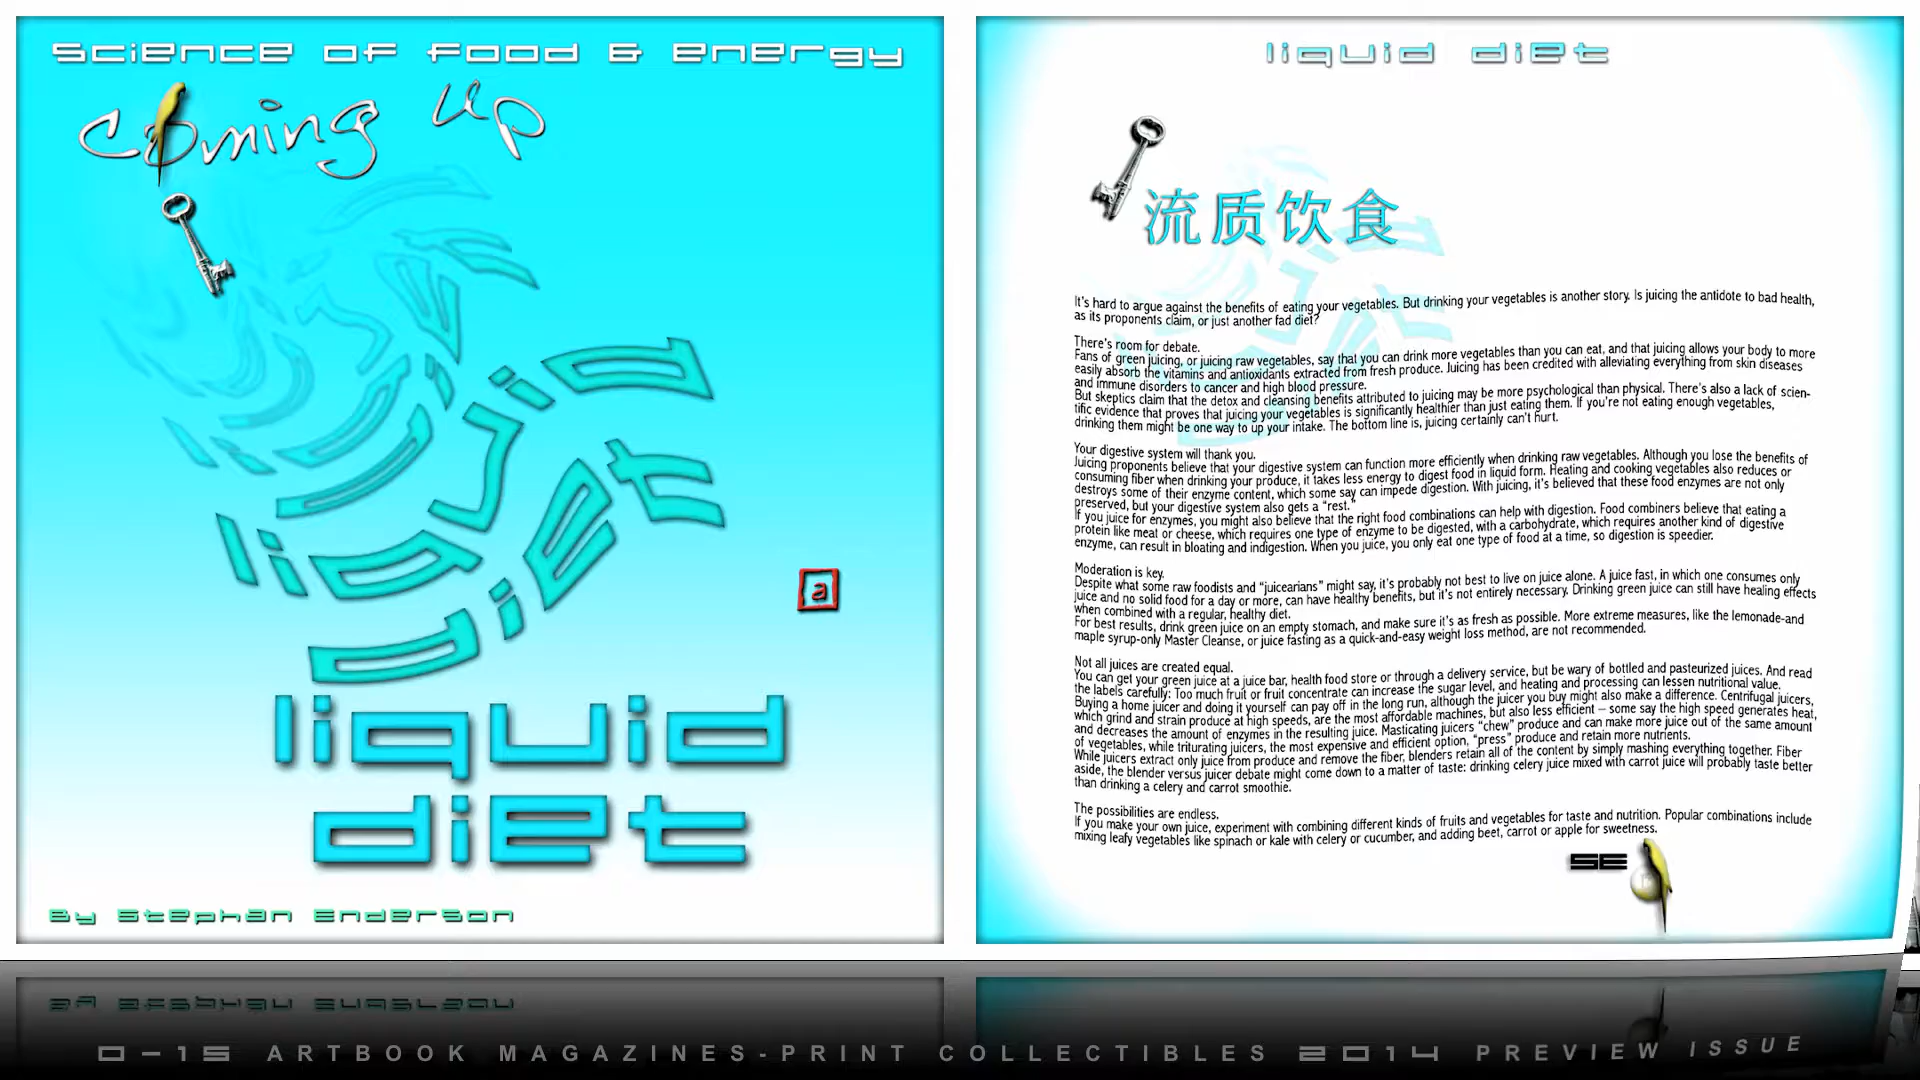 Science of Food & Energy
Coming up
liquid
diet
a
liquid
diet
By Stephan Enderson
liquid diet
流质饮食
It's hard to argue against the benefits of eating your vegetables. But drinking your vegetables is another story. Is juicing the antidote to bad health,
as its proponents claim, or just another fad diet?
There's room for debate.
Fans of green juicing, or juicing raw vegetables, say that you can drink more vegetables than you can eat, and that juicing allows your body to more
easily absorb the vitamins and antioxidants extracted from fresh produce. Juicing has been credited with alleviating everything from skin diseases
and immune disorders to cancer and high blood pressure.
But skeptics claim that the detox and cleansing benefits attributed to juicing may be more psychological than physical. There's also a lack of scien-
tific evidence that proves that juicing your vegetables is significantly healthier than just eating them. If you're not eating enough vegetables,
drinking them might be one way to up your intake. The bottom line is, juicing certainly can't hurt.
Your digestive system will thank you.
Juicing proponents believe that your digestive system can function more efficiently when drinking raw vegetables. Although you lose the benefits of
consuming fiber when drinking your produce, it takes less energy to digest food in liquid form. Heating and cooking vegetables also reduces or
destroys some of their enzyme content, which some say can impede digestion. With juicing, it's believed that these food enzymes are not only
preserved, but your digestive system also gets a "rest."
If you juice for enzymes, you might also believe that the right food combinations can help with digestion. Food combiners believe that eating a
protein like meat or cheese, which requires one type of enzyme to be digested, with a carbohydrate, which requires another kind of digestive
enzyme, can result in bloating and indigestion. When you juice, you only eat one type of food at a time, so digestion is speedier.
Moderation is key.
Despite what some raw foodists and "juicearians" might say, it's probably not best to live on juice alone. A juice fast, in which one consumes only
juice and no solid food for a day or more, can have healthy benefits, but it's not entirely necessary. Drinking green juice can still have healing effects
when combined with a regular, healthy diet.
For best results, drink green juice on an empty stomach, and make sure it's as fresh as possible. More extreme measures, like the lemonade-and
maple syrup-only Master Cleanse, or juice fasting as a quick-and-easy weight loss method, are not recommended.
Not all juices are created equal.
You can get your green juice at a juice bar, health food store or through a delivery service, but be wary of bottled and pasteurized juices. And read
the labels carefully: Too much fruit or fruit concentrate can increase the sugar level, and heating and processing can lessen nutritional value.
Buying a home juicer and doing it yourself can pay off in the long run, although the juicer you buy might also make a difference. Centrifugal juicers,
which grind and strain produce at high speeds, are the most affordable machines, but also less efficient – some say the high speed generates heat,
and decreases the amount of enzymes in the resulting juice. Masticating juicers "chew" produce and can make more juice out of the same amount
of vegetables, while triturating juicers, the most expensive and efficient option, "press" produce and retain more nutrients.
While juicers extract only juice from produce and remove the fiber, blenders retain all of the content by simply mashing everything together. Fiber
aside, the blender versus juicer debate might come down to a matter of taste: drinking celery juice mixed with carrot juice will probably taste better
than drinking a celery and carrot smoothie.
The possibilities are endless.
If you make your own juice, experiment with combining different kinds of fruits and vegetables for taste and nutrition. Popular combinations include
mixing leafy vegetables like spinach or kale with celery or cucumber, and adding beet, carrot or apple for sweetness.
SE
0-15 ARTBOOK MAGAZINES-PRINT COLLECTIBLES 2014 PREVIEW ISSUE